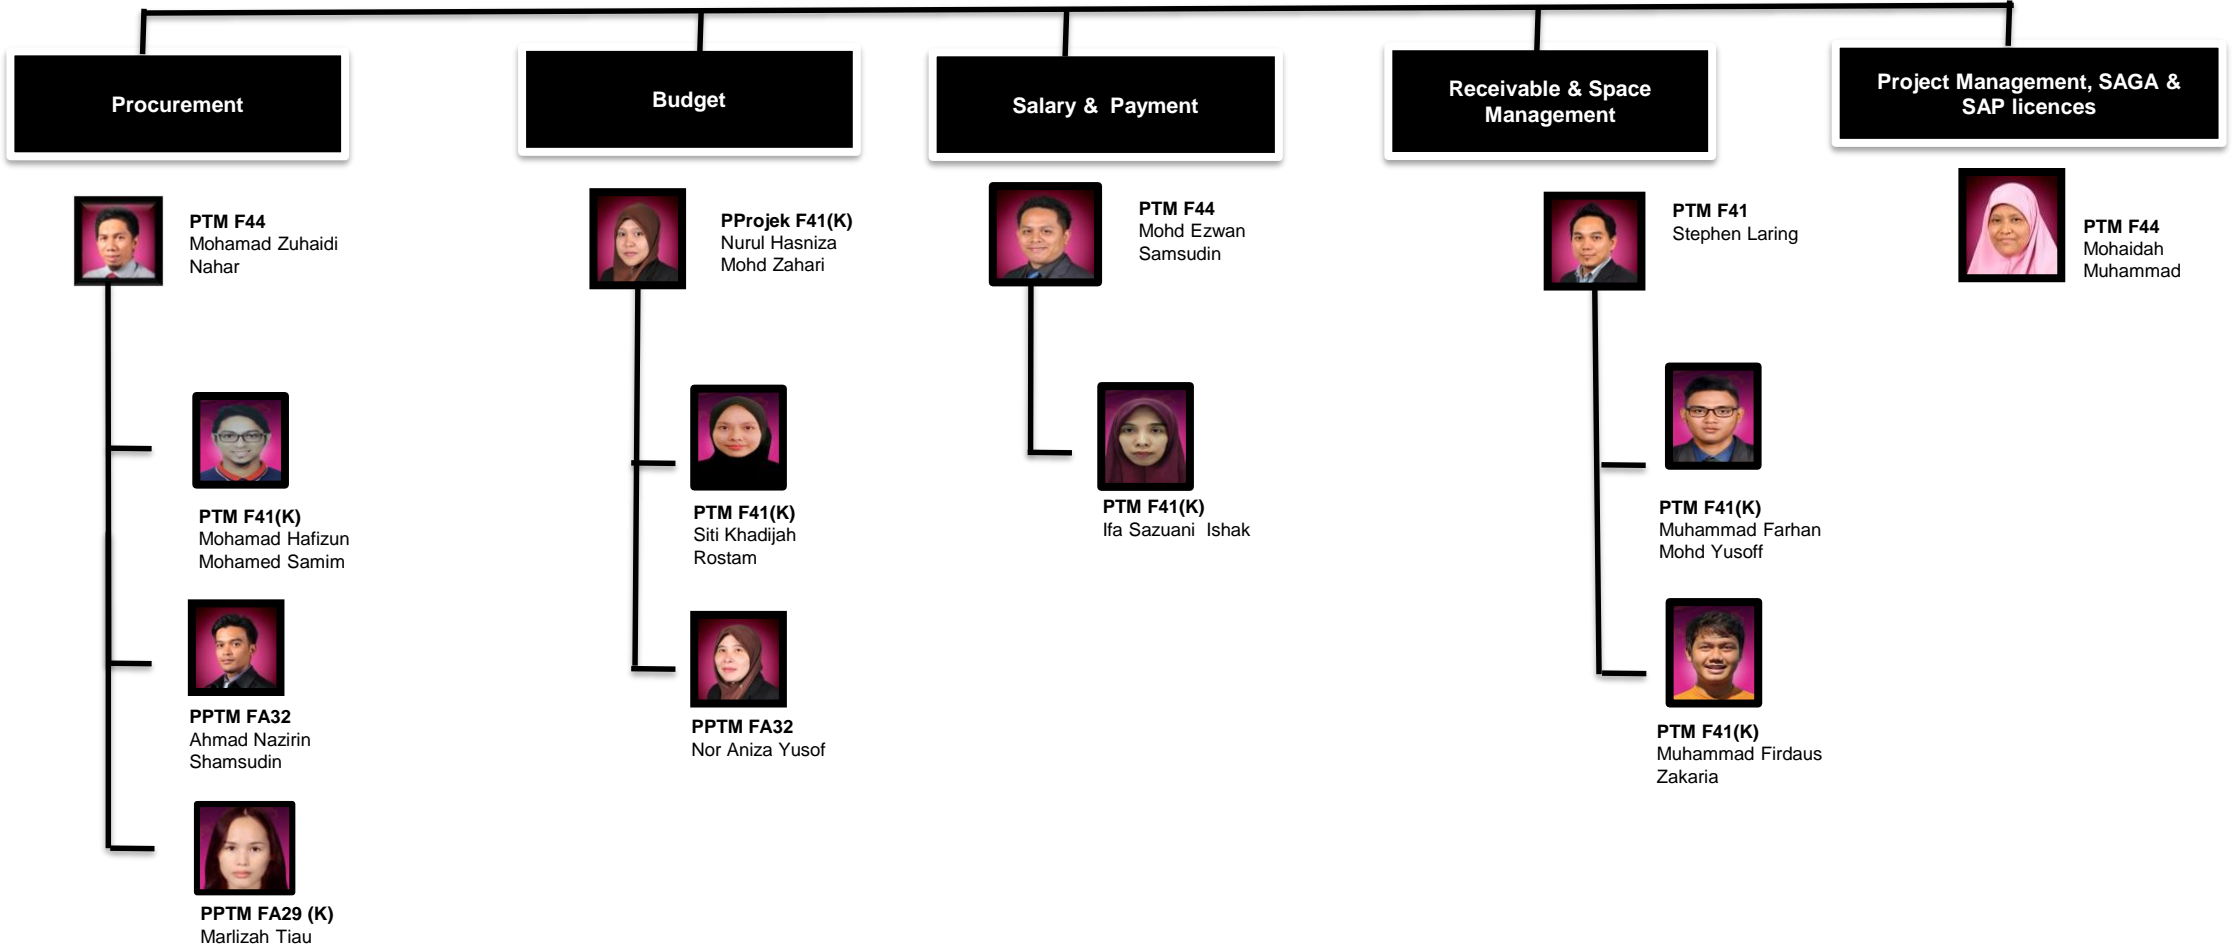 Procurement
Budget
Salary & Payment
Receivable & Space
Management
Project Management, SAGA &
SAP licences
PTM F44
Mohamad Zuhaidi
Nahar
PTM F41(K)
Mohamad Hafizun
Mohamed Samim
PPTM FA32
Ahmad Nazirin
Shamsudin
PPTM FA29 (K)
Marlizah Tiau
PProjek F41(K)
Nurul Hasniza
Mohd Zahari
PTM F41(K)
Siti Khadijah
Rostam
PPTM FA32
Nor Aniza Yusof
PTM F44
Mohd Ezwan
Samsudin
PTM F41(K)
Ifa Sazuani Ishak
PTM F41
Stephen Laring
PTM F41(K)
Muhammad Farhan
Mohd Yusoff
PTM F41(K)
Muhammad Firdaus
Zakaria
PTM F44
Mohaidah
Muhammad